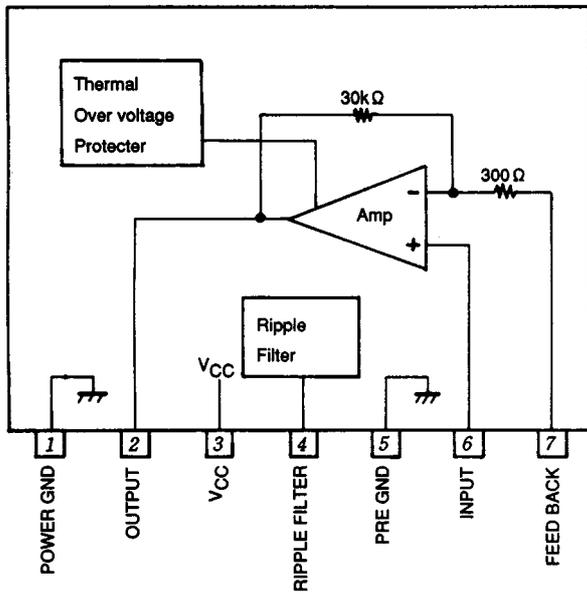 Thermal
Over voltage
Protecter
30kΩ
300Ω
Amp
-
+
Ripple
Filter
VCC
1
2
3
4
5
6
7
POWER GND
OUTPUT
VCC
RIPPLE FILTER
PRE GND
INPUT
FEED BACK